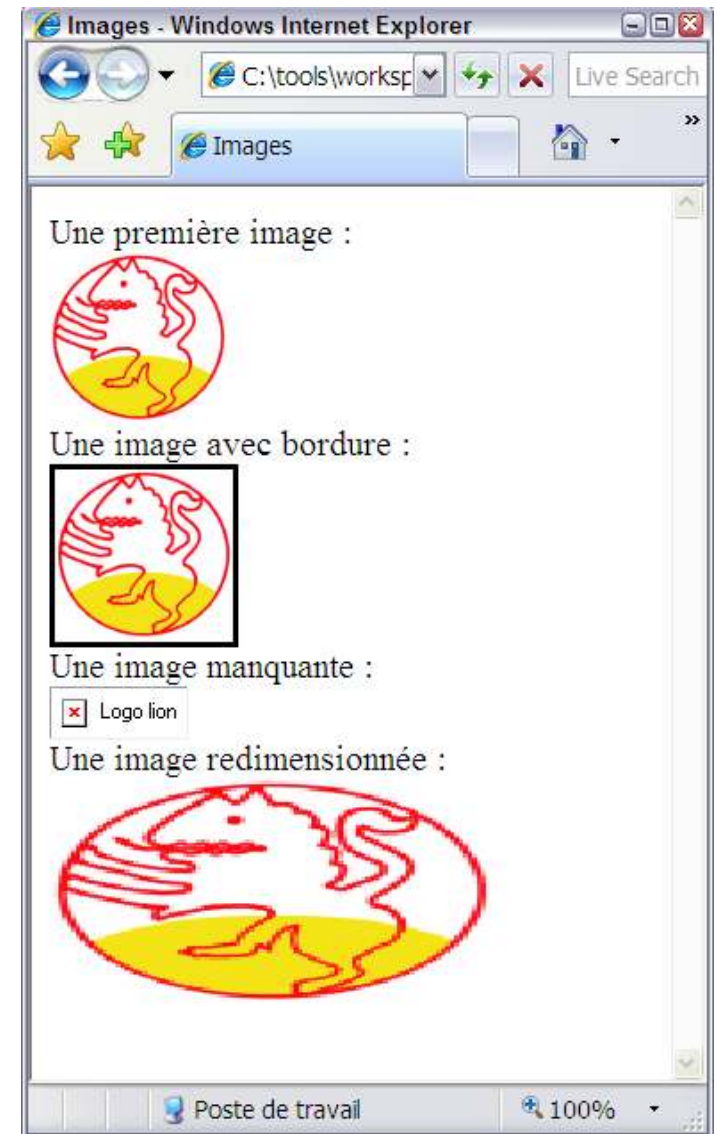 Images - Windows Internet Explorer
C:\tools\worksp
Live Search
Images
»
Une première image :
Une image avec bordure :
Une image manquante :
Logo lion
Une image redimensionnée :
Poste de travail
100%